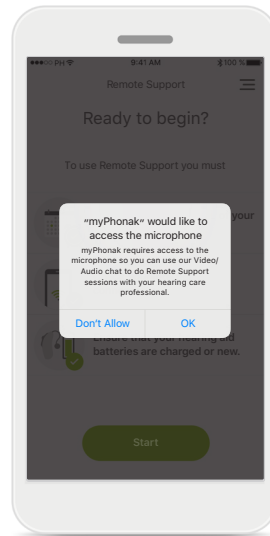 PH 9:41 AM 100 %
Remote Support
Ready to begin?
To use Remote Support you must
your
"myPhonak" would like to
access the microphone
myPhonak requires access to the
microphone so you can use our Video/
Audio chat to do Remote Support
sessions with your hearing care
professional.
Don't Allow OK
Ensure that your hearing aid
batteries are charged or new.
Start